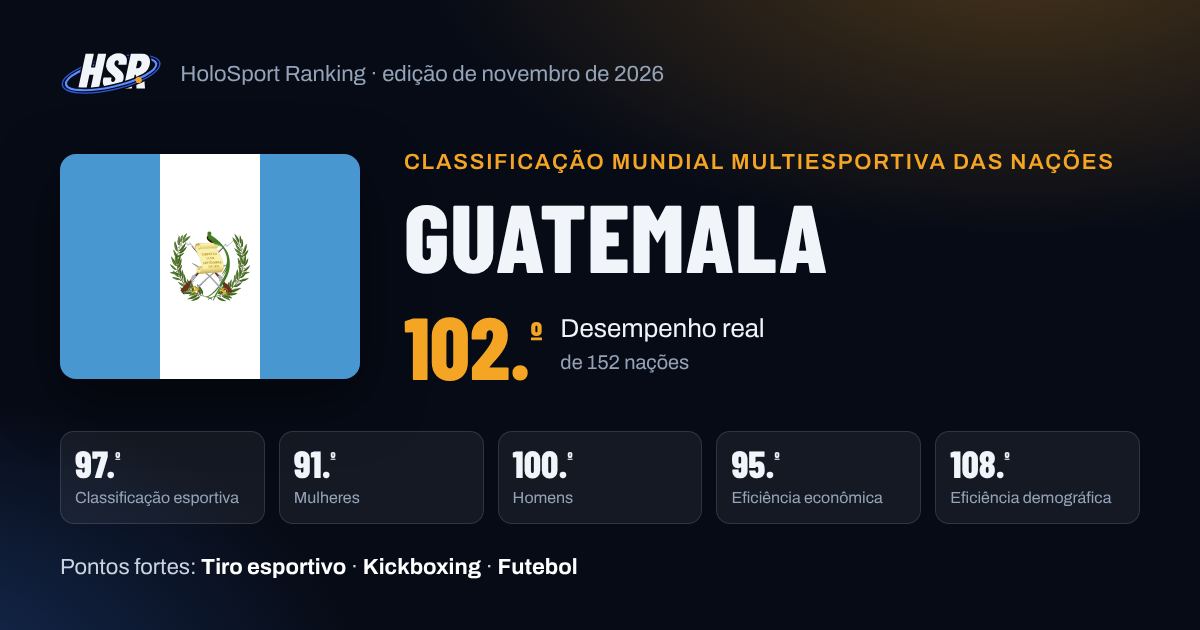 HSR HoloSport Ranking · edição de novembro de 2026
CLASSIFICAÇÃO MUNDIAL MULTIESPORTIVA DAS NAÇÕES
GUATEMALA
102.º Desempenho real
de 152 nações
97.º
Classificação esportiva
91.º
Mulheres
100.º
Homens
95.º
Eficiência econômica
108.º
Eficiência demográfica
Pontos fortes: Tiro esportivo · Kickboxing · Futebol